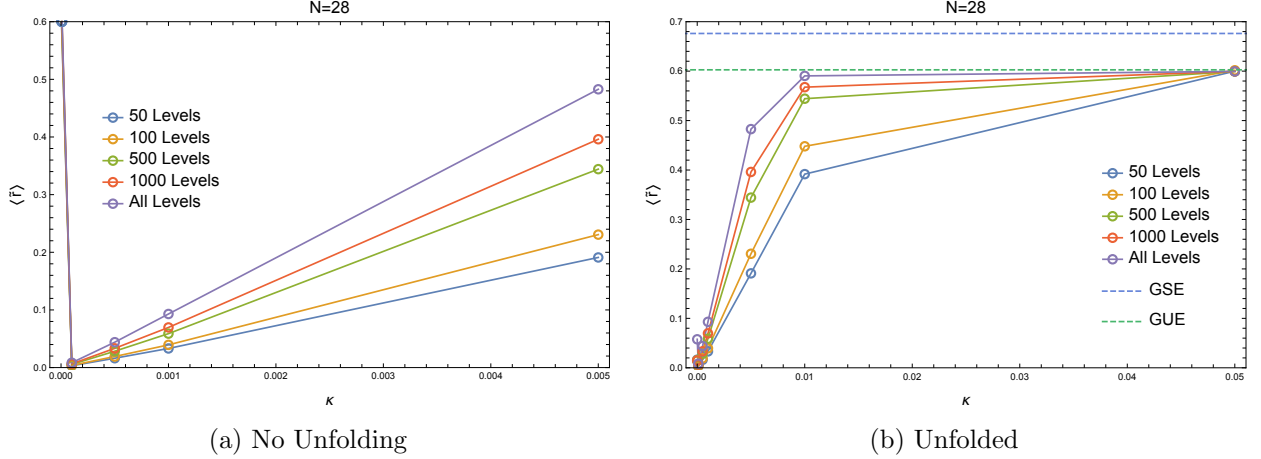 N=28
0.6
0.5
0.4
0.3
0.2
0.1
0.0
⟨r̃⟩
50 Levels
100 Levels
500 Levels
1000 Levels
All Levels
0.000 0.001 0.002 0.003 0.004 0.005
κ
(a) No Unfolding
N=28
0.7
0.6
0.5
0.4
0.3
0.2
0.1
0.0
⟨r̃⟩
50 Levels
100 Levels
500 Levels
1000 Levels
All Levels
GSE
GUE
0.00 0.01 0.02 0.03 0.04 0.05
κ
(b) Unfolded